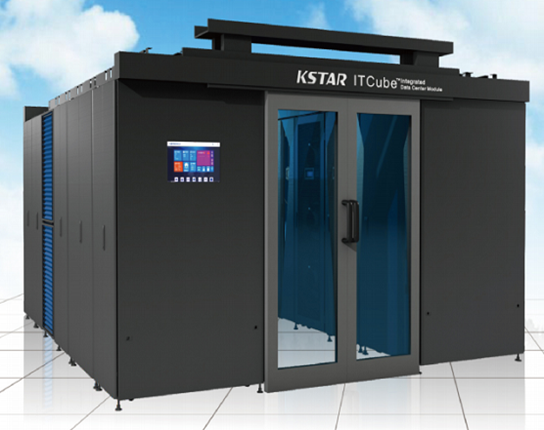 KSTAR ITCube™ Integrated
Data Center Module